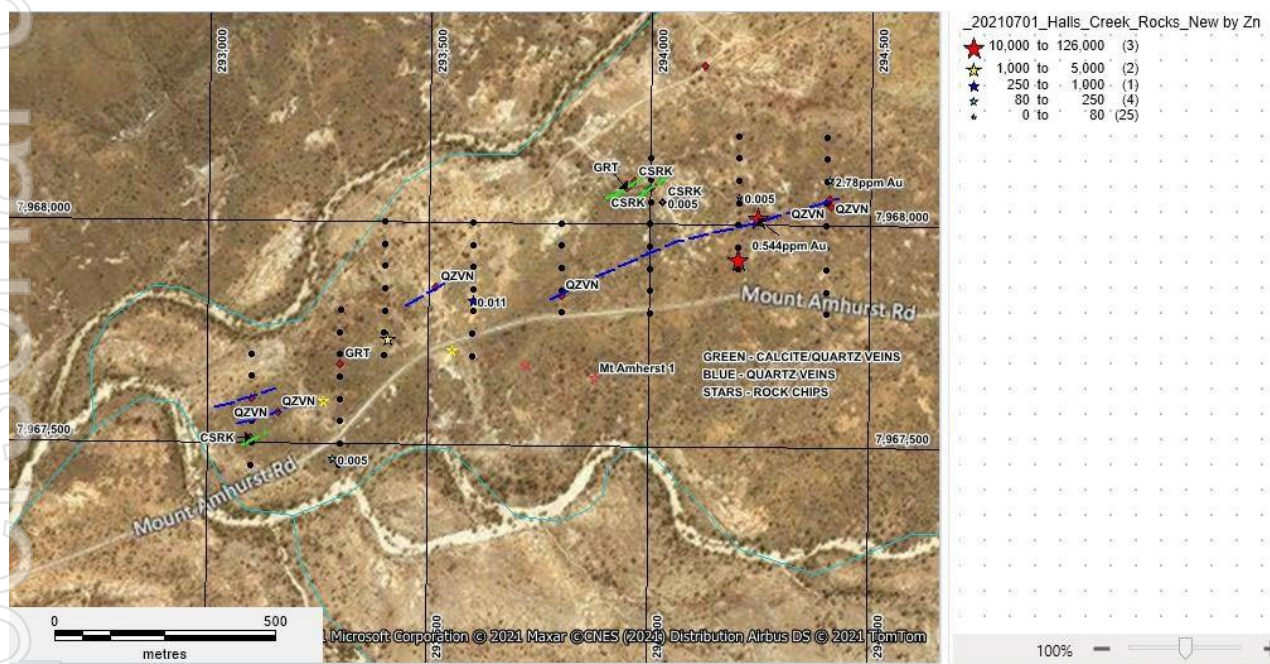 _20210701_Halls_Creek_Rocks_New by Zn
10,000 to 126,000 (3)
1,000 to 5,000 (2)
250 to 1,000 (1)
80 to 250 (4)
0 to 80 (25)
293,000
293,500
294,000
294,500
GRT
CSRK
CSRK
CSRK
0.005
2.78ppm Au
0.005
QZVN
QZVN
7,968,000
7,968,000
0.544ppm Au
QZVN
QZVN
0.011
Mount Amhurst Rd
GRT
Mt Amherst 1
GREEN - CALCITE/QUARTZ VEINS
BLUE - QUARTZ VEINS
STARS - ROCK CHIPS
QZVN
QZVN
CSRK
7,967,500
7,967,500
0.005
Mount Amhurst Rd
0 500
metres
Microsoft Corporation © 2021 Maxar ©CNES (2021) Distribution Airbus DS © 2021 TomTom
100%